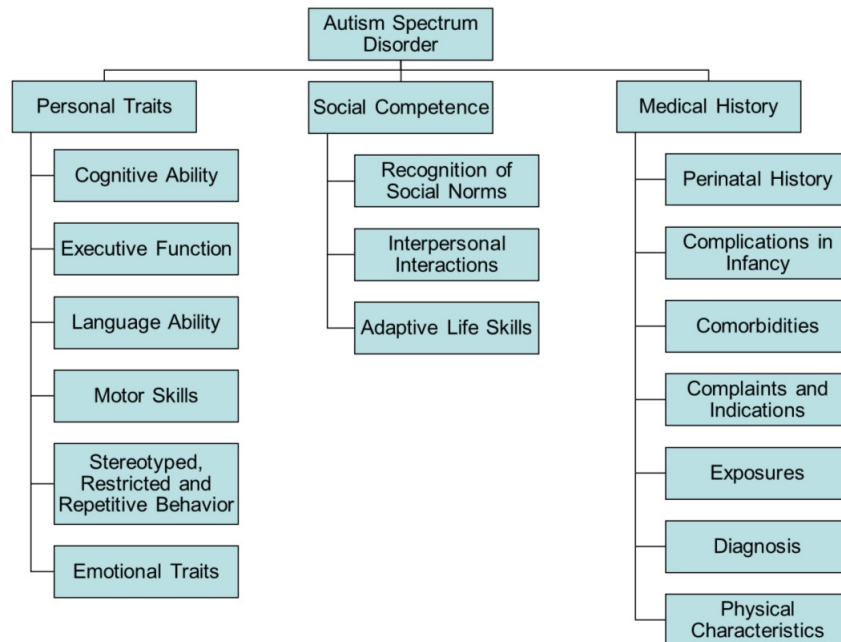 Autism Spectrum
Disorder
Personal Traits
Cognitive Ability
Executive Function
Language Ability
Motor Skills
Stereotyped,
Restricted and
Repetitive Behavior
Emotional Traits
Social Competence
Recognition of
Social Norms
Interpersonal
Interactions
Adaptive Life Skills
Medical History
Perinatal History
Complications in
Infancy
Comorbidities
Complaints and
Indications
Exposures
Diagnosis
Physical
Characteristics